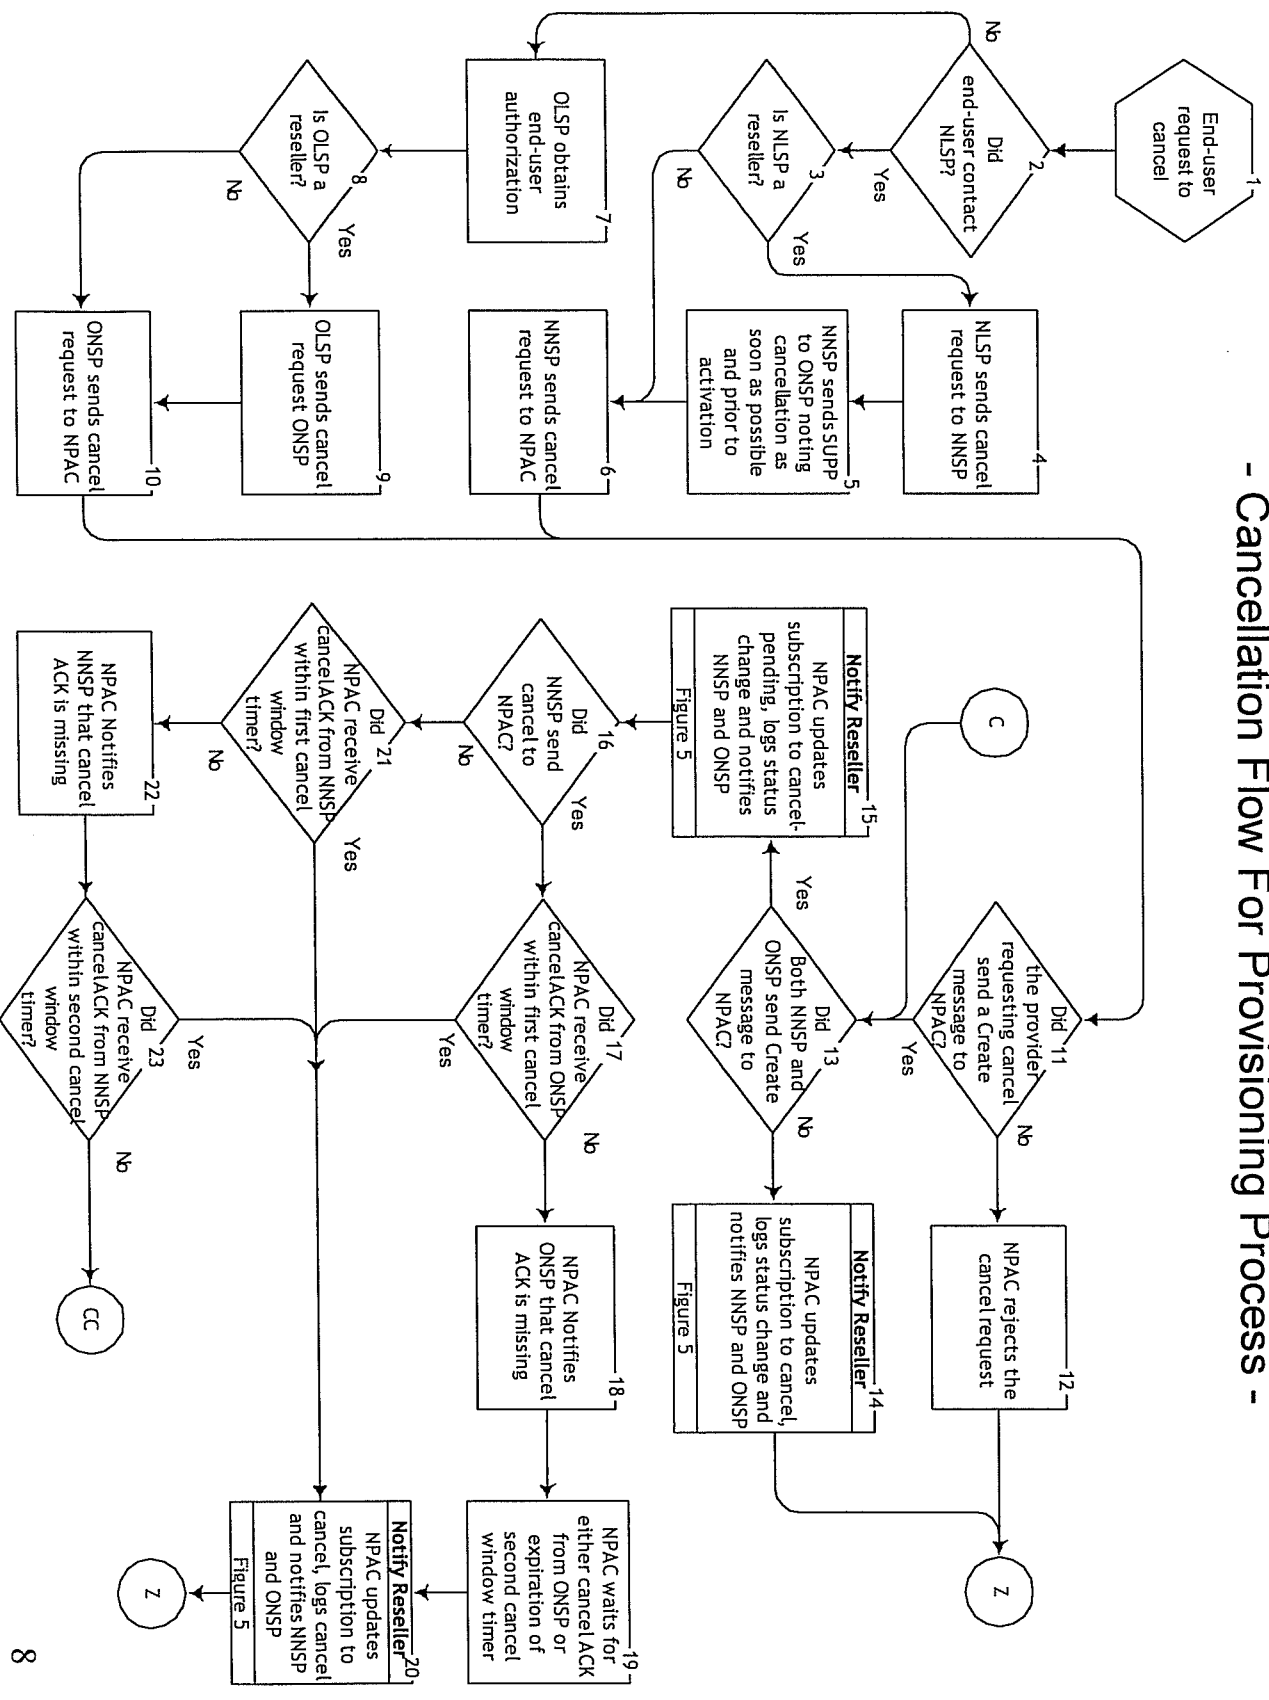 - Cancellation Flow For Provisioning Process -
1
End-user
request to
cancel
2
Did
end-user contact
NLSP?
No
Yes
3
Is NLSP a
reseller?
Yes
No
4
NLSP sends cancel
request to NNSP
5
NNSP sends SUPP
to ONSP noting
cancellation as
soon as possible
and prior to
activation
6
NNSP sends cancel
request to NPAC
7
OLSP obtains
end-user
authorization
8
Is OLSP a
reseller?
Yes
No
9
OLSP sends cancel
request ONSP
10
ONSP sends cancel
request to NPAC
C
11
Did
the provider
requesting cancel
send a Create
message to
NPAC?
No
Yes
12
NPAC rejects the
cancel request
Z
13
Did
Both NNSP and
ONSP send Create
message to
NPAC?
Yes
No
14
Notify Reseller
NPAC updates
subscription to cancel,
logs status change and
notifies NNSP and ONSP
Figure 5
15
Notify Reseller
NPAC updates
subscription to cancel-
pending, logs status
change and notifies
NNSP and ONSP
Figure 5
16
Did
NNSP send
cancel to
NPAC?
Yes
No
17
Did
NPAC receive
cancelACK from ONSP
within first cancel
window
timer?
No
Yes
18
NPAC Notifies
ONSP that cancel
ACK is missing
19
NPAC waits for
either cancel ACK
from ONSP or
expiration of
second cancel
window timer
20
Notify Reseller
NPAC updates
subscription to
cancel, logs cancel
and notifies NNSP
and ONSP
Figure 5
Z
21
Did
NPAC receive
cancelACK from NNSP
within first cancel
window
timer?
Yes
No
22
NPAC Notifies
NNSP that cancel
ACK is missing
23
Did
NPAC receive
cancelACK from NNSP
within second cancel
window
timer?
Yes
No
CC
8